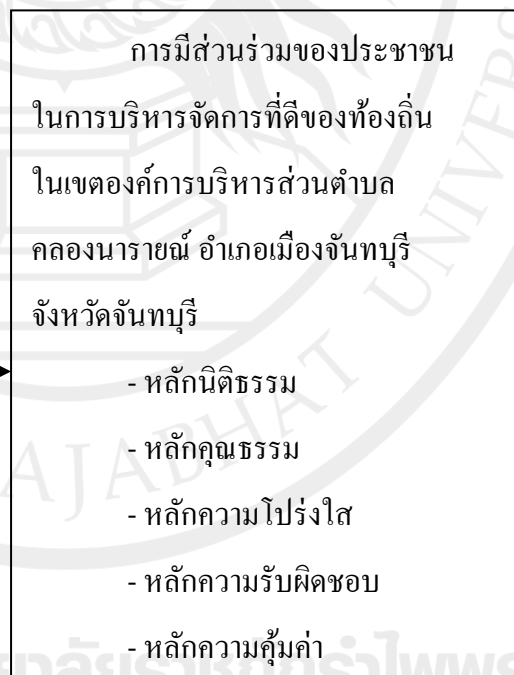 การมีส่วนร่วมของประชาชน
ในการบริหารจัดการที่ดีของท้องถิ่น
ในเขตองค์การบริหารส่วนตำบล
คลองนารายณ์ อำเภอเมืองจันทบุรี
จังหวัดจันทบุรี
- หลักนิติธรรม
- หลักคุณธรรม
- หลักความโปร่งใส
- หลักความรับผิดชอบ
- หลักความคุ้มค่า